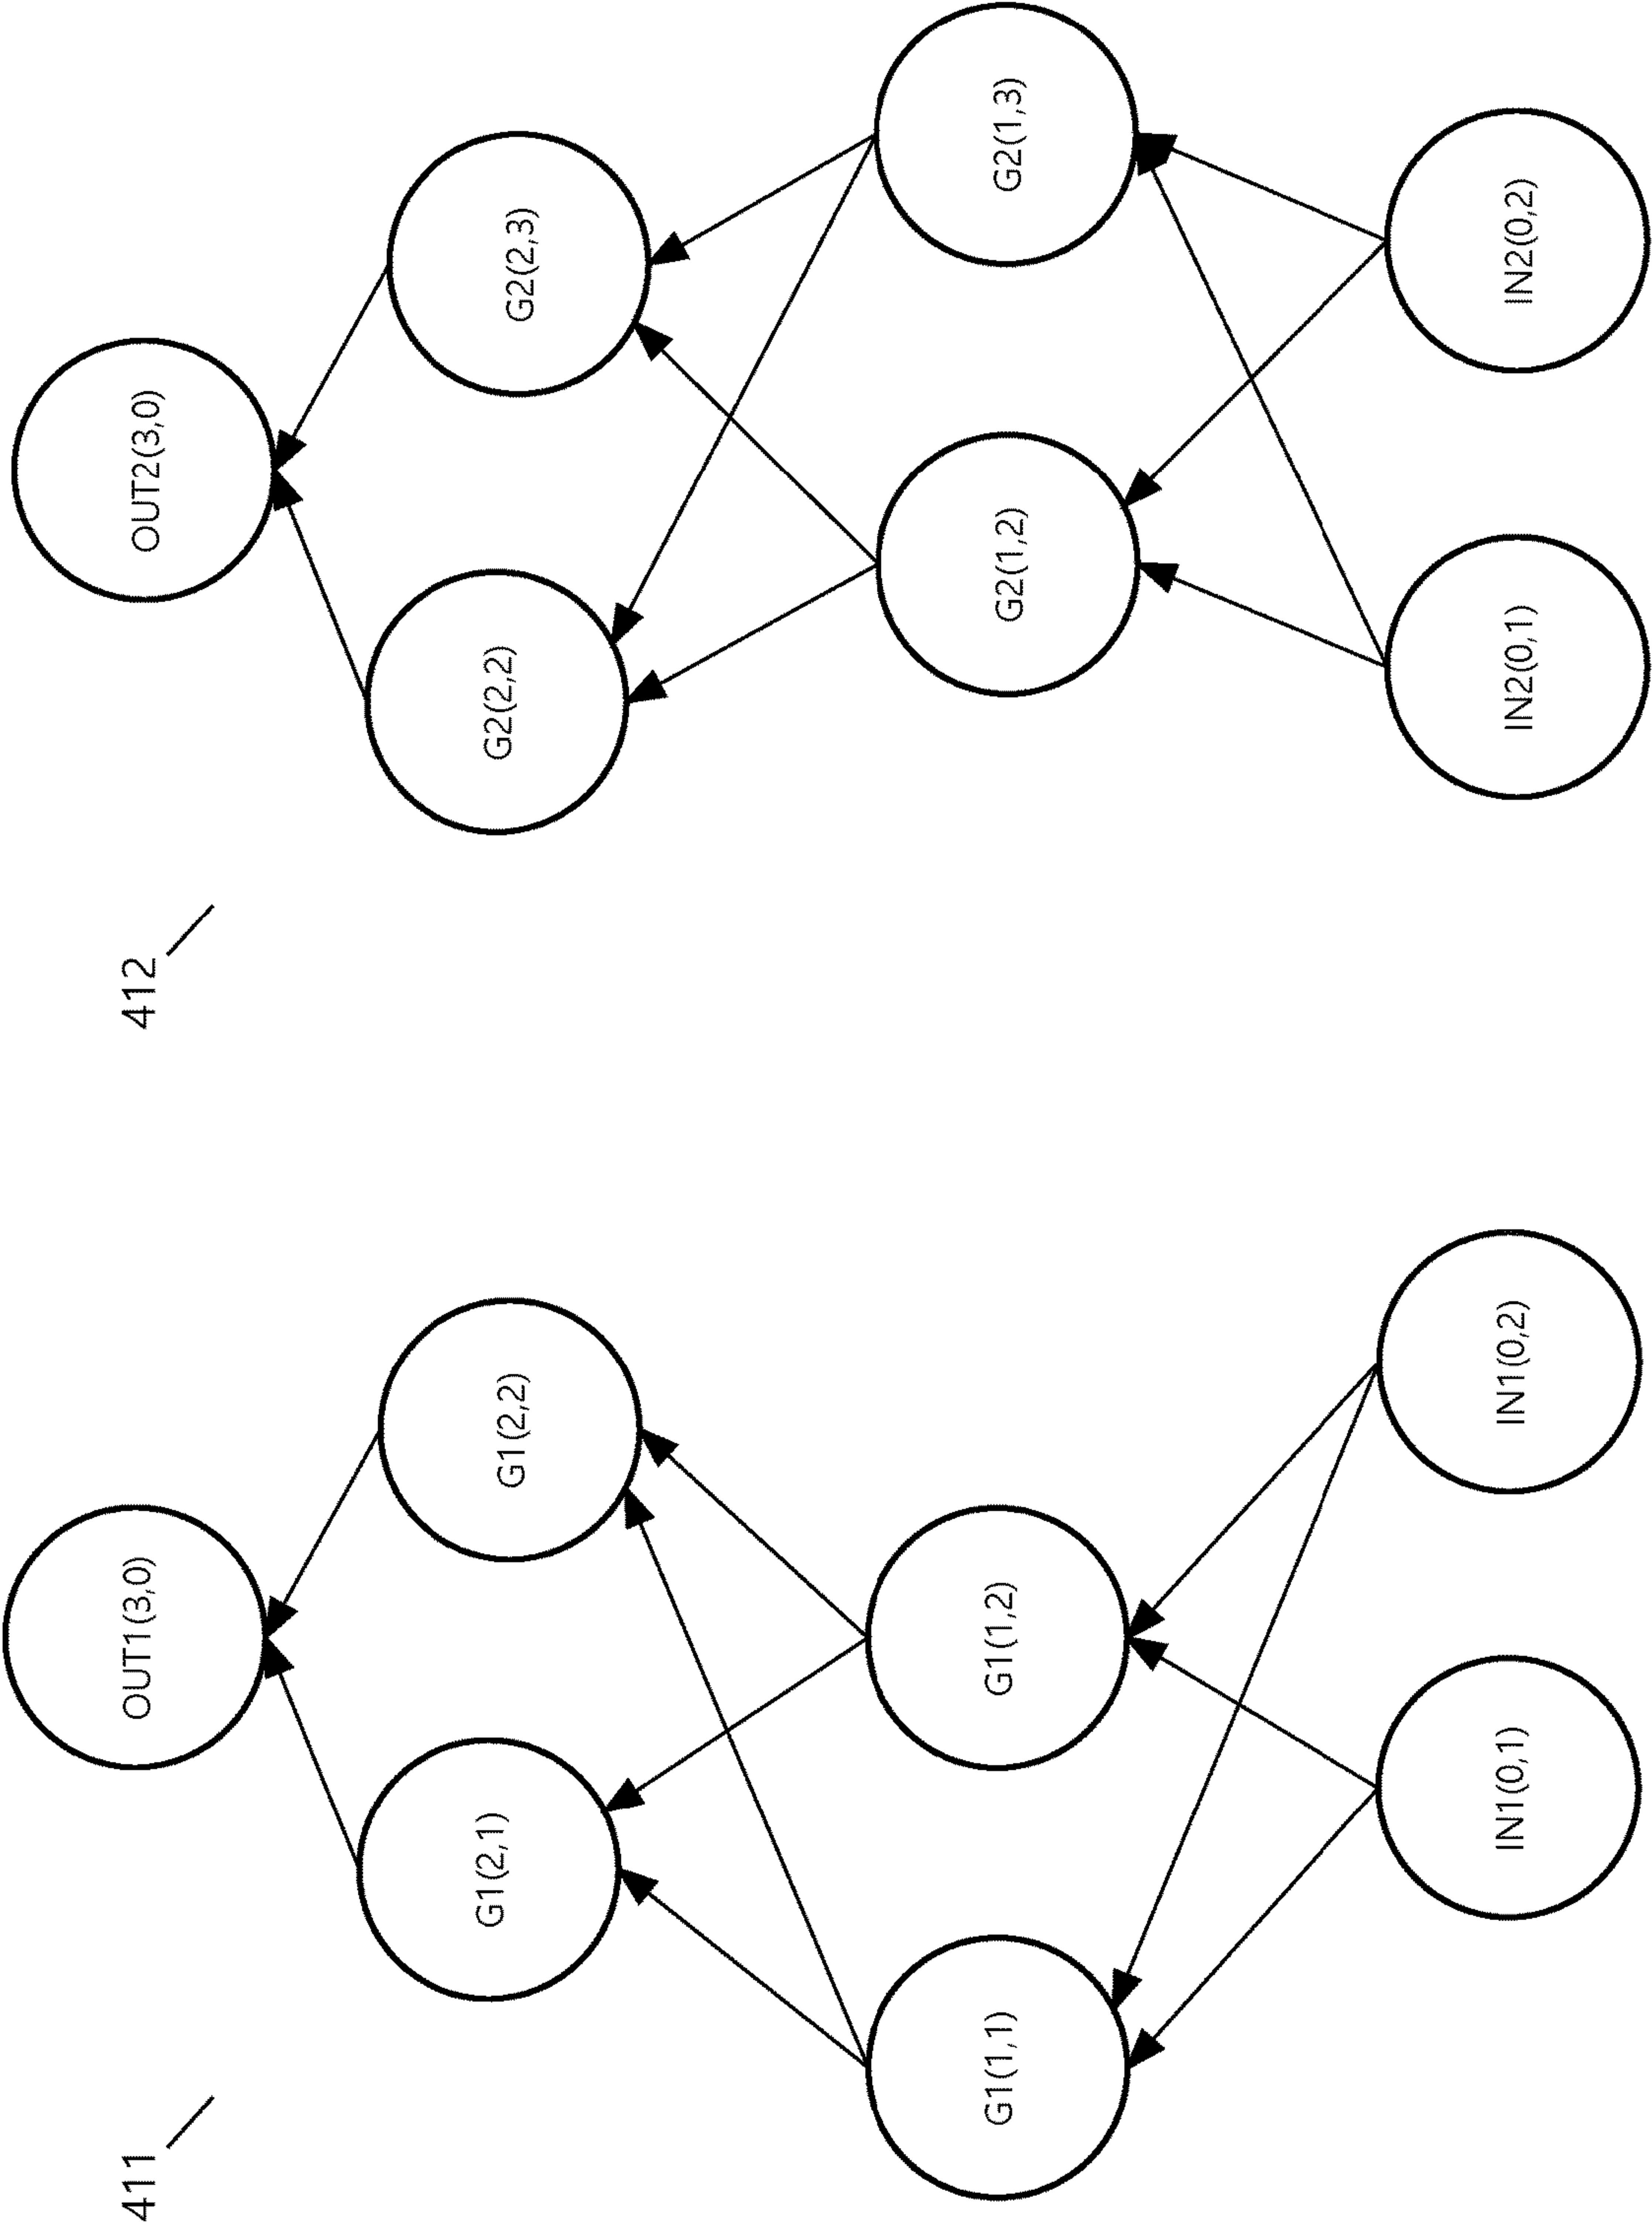 411
OUT1(3,0)
G1(2,1)
G1(2,2)
G1(1,1)
G1(1,2)
IN1(0,1)
IN1(0,2)
412
OUT2(3,0)
G2(2,2)
G2(2,3)
G2(1,2)
G2(1,3)
IN2(0,1)
IN2(0,2)